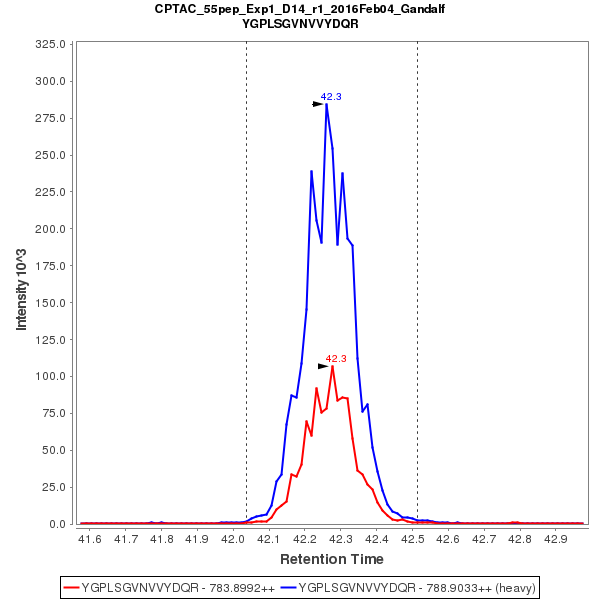 CPTAC_55pep_Exp1_D14_r1_2016Feb04_Gandalf
YGPLSGVNVVYDQR
325.0
300.0
275.0
250.0
225.0
200.0
175.0
150.0
125.0
100.0
75.0
50.0
25.0
0.0
Intensity 10^3
42.3
42.3
41.6 41.7 41.8 41.9 42.0 42.1 42.2 42.3 42.4 42.5 42.6 42.7 42.8 42.9
Retention Time
YGPLSGVNVVYDQR - 783.8992++ YGPLSGVNVVYDQR - 788.9033++ (heavy)